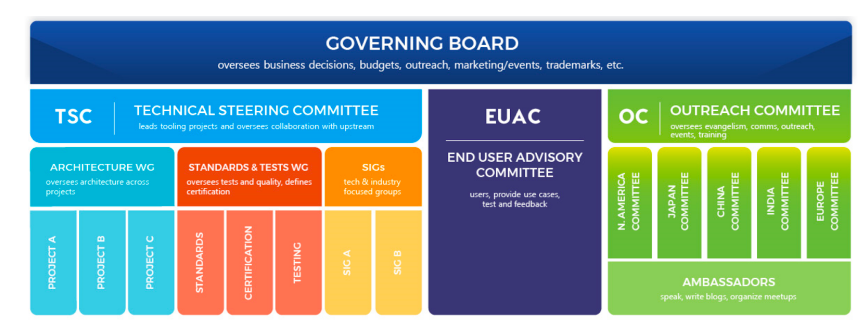 GOVERNING BOARD
oversees business decisions, budgets, outreach, marketing/events, trademarks, etc.
TSC
TECHNICAL STEERING COMMITTEE
leads tooling projects and oversees collaboration with upstream
ARCHITECTURE WG
oversees architecture across
projects
STANDARDS & TESTS WG
oversees tests and quality, defines
certification
SIGs
tech & industry
focused groups
PROJECT A
PROJECT B
PROJECT C
STANDARDS
CERTIFICATION
TESTING
SIG A
SIG B
EUAC
END USER ADVISORY
COMMITTEE
users, provide use cases,
test and feedback
OC
OUTREACH COMMITTEE
oversees evangelism, comms, outreach,
events, training
N. AMERICA
COMMITTEE
JAPAN
COMMITTEE
CHINA
COMMITTEE
INDIA
COMMITTEE
EUROPE
COMMITTEE
AMBASSADORS
speak, write blogs, organize meetups